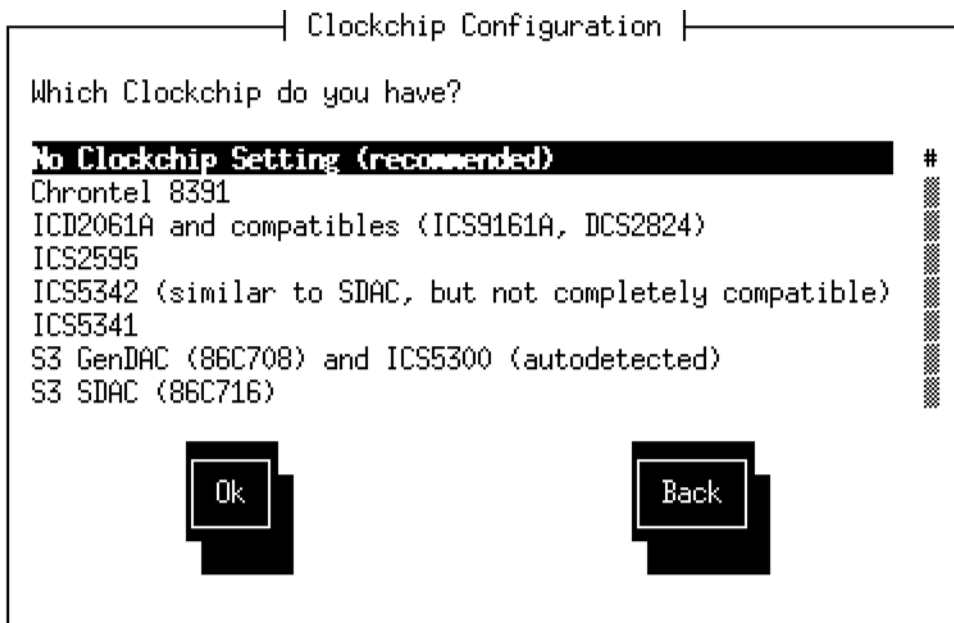 Clockchip Configuration
Which Clockchip do you have?
No Clockchip Setting (recommended)
#
Chrontel 8391
ICD2061A and compatibles (ICS9161A, DCS2824)
ICS2595
ICS5342 (similar to SDAC, but not completely compatible)
ICS5341
S3 GenDAC (86C708) and ICS5300 (autodetected)
S3 SDAC (86C716)
Ok
Back